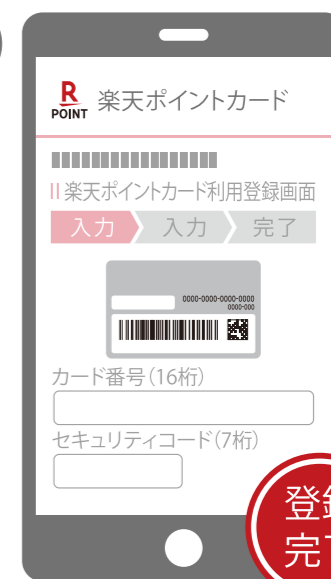 R
POINT 楽天ポイントカード
楽天ポイントカード利用登録画面
入力 入力 完了
0000-0000-0000-0000
0000-000
カード番号(16桁)
セキュリティコード(7桁)
登録
完了